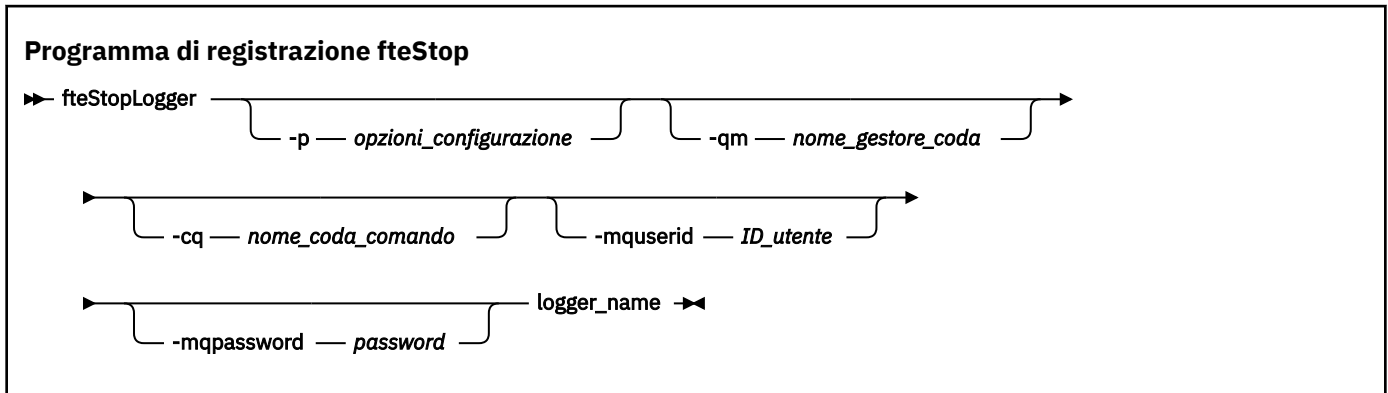 Programma di registrazione fteStop
fteStopLogger
-p opzioni_configurazione -qm nome_gestore_coda
-cq nome_coda_comando -mquserid ID_utente
logger_name
-mqpassword password